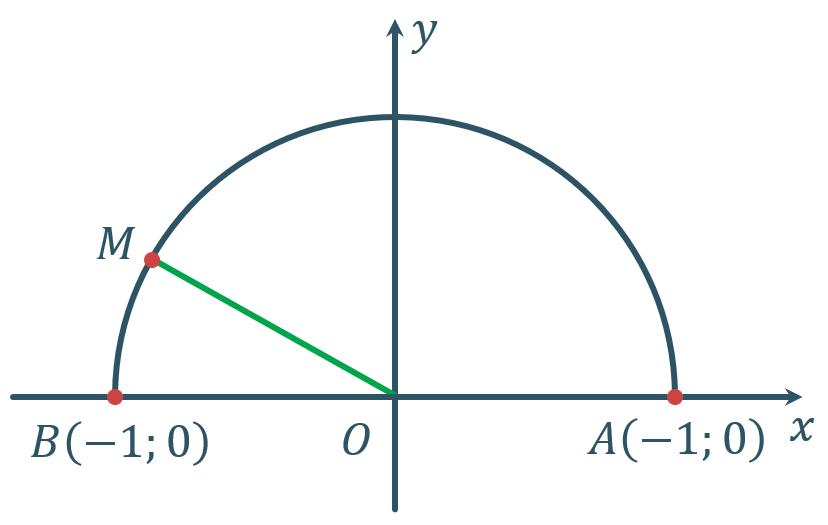 y
M
B(−1; 0)
O
A(−1; 0)
x